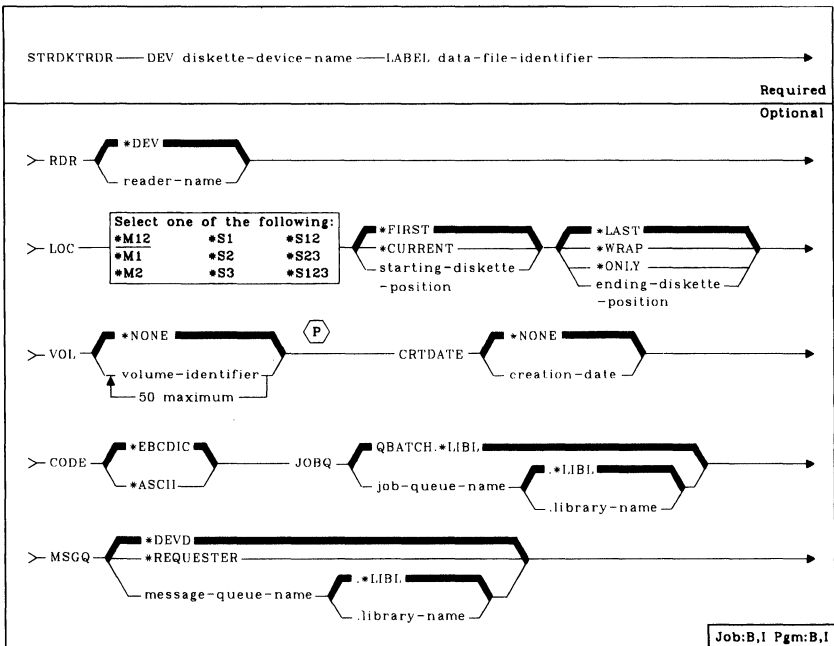 STRDKTRDR DEV diskette-device-name LABEL data-file-identifier
Required
Optional
*DEV
RDR
reader-name
Select one of the following:
*M12 *S1 *S12
*M1 *S2 *S23
*M2 *S3 *S123
LOC
*FIRST
*CURRENT
starting-diskette
-position
*LAST
*WRAP
*ONLY
ending-diskette
-position
*NONE
VOL
volume-identifier
50 maximum
P
CRTDATE
*NONE
creation-date
*EBCDIC
CODE
*ASCII
JOBQ
QBATCH.*LIBL
job-queue-name
.*LIBL
.library-name
*DEVD
MSGQ
*REQUESTER
message-queue-name
.*LIBL
.library-name
Job:B,I Pgm:B,I